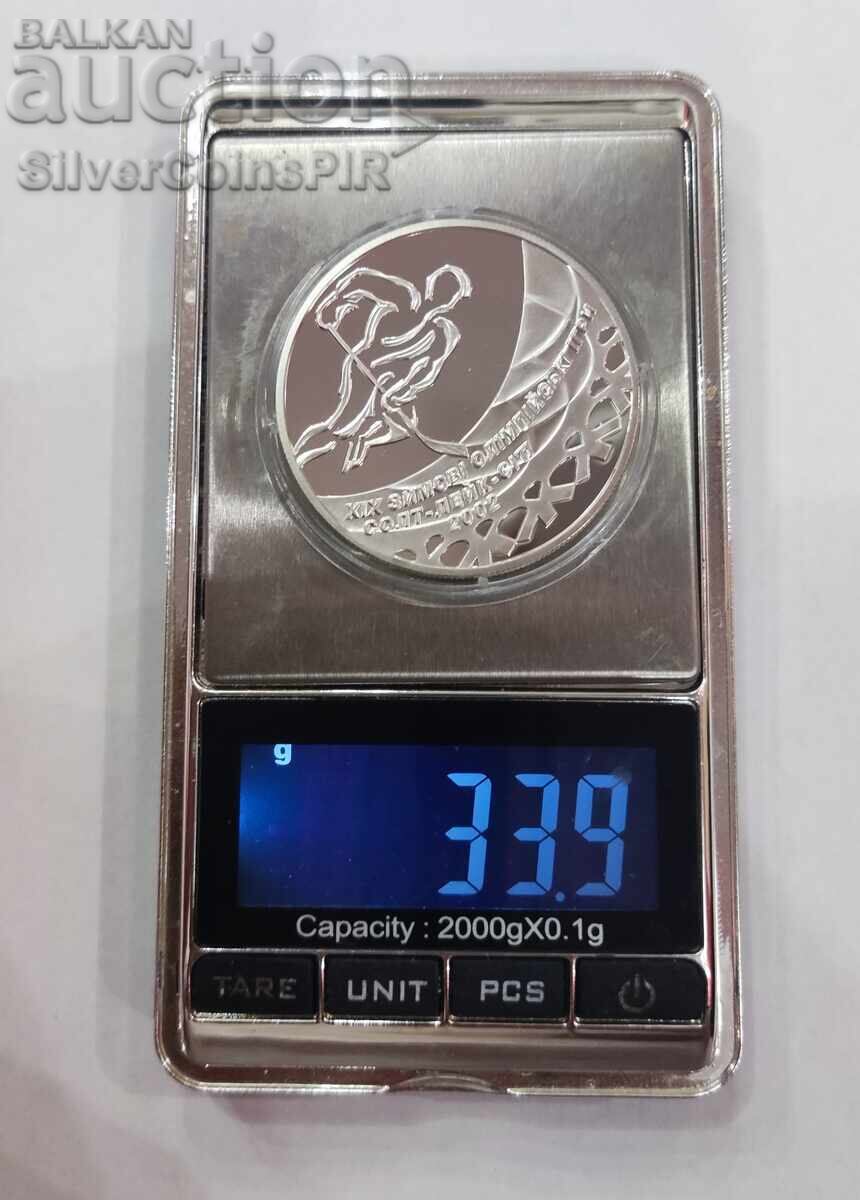 BALKAN
auction
SilverCoinsPIR
XIX ЗИМОВІ ОЛІМПІЙСЬКІ ІГРИ
СОЛТ-ЛЕЙК-СІТІ
2002
g
33.9
Capacity : 2000gX0.1g
TARE UNIT PCS